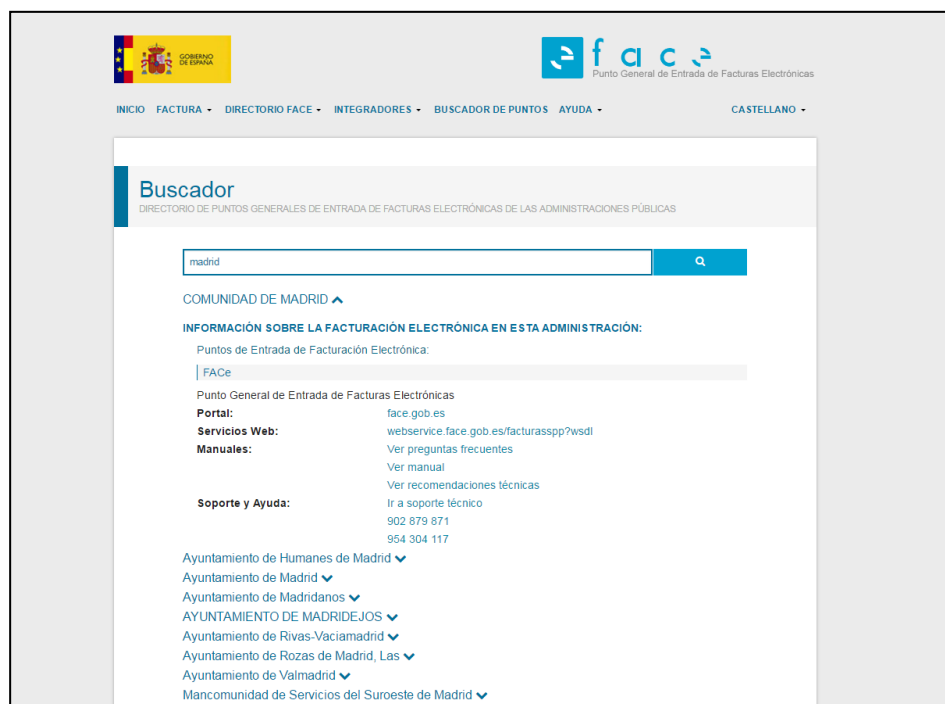 GOBIERNO
DE ESPAÑA
face
Punto General de Entrada de Facturas Electrónicas
INICIO FACTURA DIRECTORIO FACE INTEGRADORES BUSCADOR DE PUNTOS AYUDA CASTELLANO
Buscador
DIRECTORIO DE PUNTOS GENERALES DE ENTRADA DE FACTURAS ELECTRÓNICAS DE LAS ADMINISTRACIONES PÚBLICAS
madrid
COMUNIDAD DE MADRID
INFORMACIÓN SOBRE LA FACTURACIÓN ELECTRÓNICA EN ESTA ADMINISTRACIÓN:
Puntos de Entrada de Facturación Electrónica:
FACe
Punto General de Entrada de Facturas Electrónicas
Portal: face.gob.es
Servicios Web: webservice.face.gob.es/facturasspp?wsdl
Manuales: Ver preguntas frecuentes
Ver manual
Ver recomendaciones técnicas
Soporte y Ayuda: Ir a soporte técnico
902 879 871
954 304 117
Ayuntamiento de Humanes de Madrid
Ayuntamiento de Madrid
Ayuntamiento de Madridanos
AYUNTAMIENTO DE MADRIDEJOS
Ayuntamiento de Rivas-Vaciamadrid
Ayuntamiento de Rozas de Madrid, Las
Ayuntamiento de Valmadrid
Mancomunidad de Servicios del Suroeste de Madrid